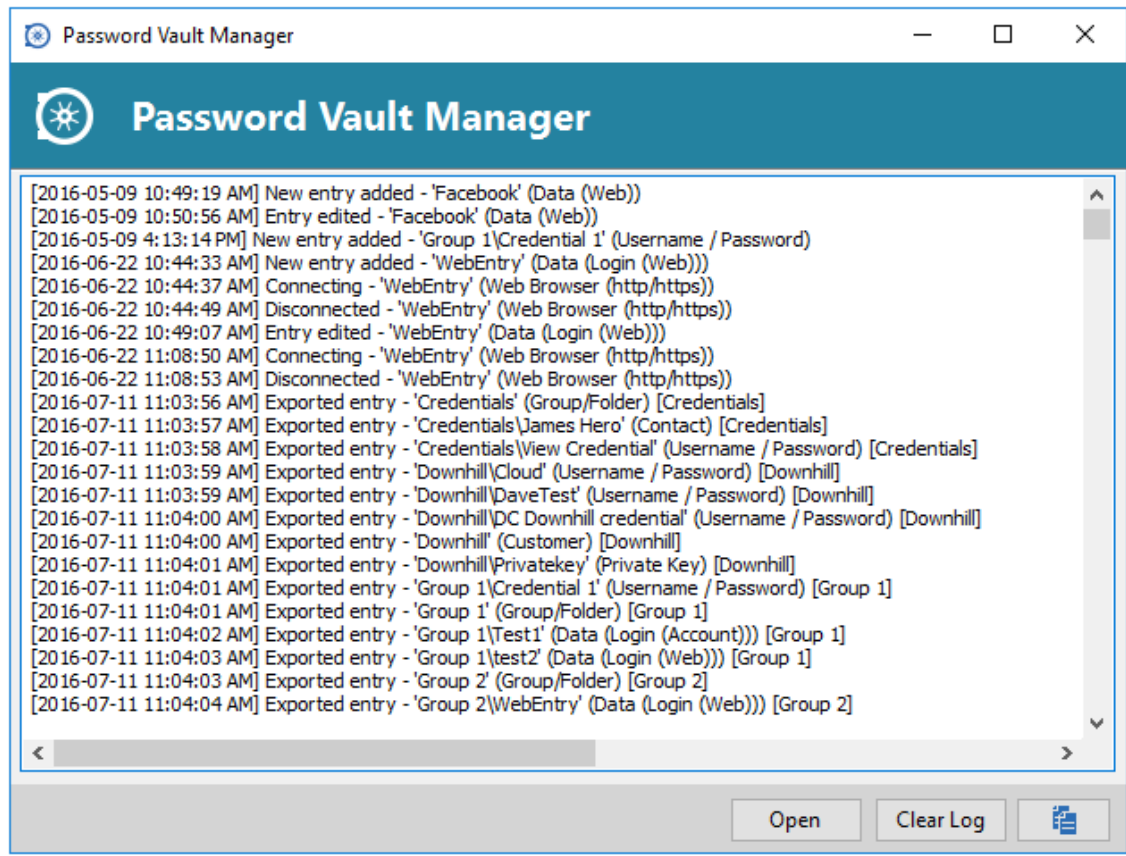 Password Vault Manager
Password Vault Manager
[2016-05-09 10:49:19 AM] New entry added - 'Facebook' (Data (Web))
[2016-05-09 10:50:56 AM] Entry edited - 'Facebook' (Data (Web))
[2016-05-09 4:13:14 PM] New entry added - 'Group 1\Credential 1' (Username / Password)
[2016-06-22 10:44:33 AM] New entry added - 'WebEntry' (Data (Login (Web)))
[2016-06-22 10:44:37 AM] Connecting - 'WebEntry' (Web Browser (http/https))
[2016-06-22 10:44:49 AM] Disconnected - 'WebEntry' (Web Browser (http/https))
[2016-06-22 10:49:07 AM] Entry edited - 'WebEntry' (Data (Login (Web)))
[2016-06-22 11:08:50 AM] Connecting - 'WebEntry' (Web Browser (http/https))
[2016-06-22 11:08:53 AM] Disconnected - 'WebEntry' (Web Browser (http/https))
[2016-07-11 11:03:56 AM] Exported entry - 'Credentials' (Group/Folder) [Credentials]
[2016-07-11 11:03:57 AM] Exported entry - 'Credentials\James Hero' (Contact) [Credentials]
[2016-07-11 11:03:58 AM] Exported entry - 'Credentials\View Credential' (Username / Password) [Credentials]
[2016-07-11 11:03:59 AM] Exported entry - 'Downhill\Cloud' (Username / Password) [Downhill]
[2016-07-11 11:03:59 AM] Exported entry - 'Downhill\DaveTest' (Username / Password) [Downhill]
[2016-07-11 11:04:00 AM] Exported entry - 'Downhill\DC Downhill credential' (Username / Password) [Downhill]
[2016-07-11 11:04:00 AM] Exported entry - 'Downhill' (Customer) [Downhill]
[2016-07-11 11:04:01 AM] Exported entry - 'Downhill\Privatekey' (Private Key) [Downhill]
[2016-07-11 11:04:01 AM] Exported entry - 'Group 1\Credential 1' (Username / Password) [Group 1]
[2016-07-11 11:04:01 AM] Exported entry - 'Group 1' (Group/Folder) [Group 1]
[2016-07-11 11:04:02 AM] Exported entry - 'Group 1\Test1' (Data (Login (Account))) [Group 1]
[2016-07-11 11:04:03 AM] Exported entry - 'Group 1\test2' (Data (Login (Web))) [Group 1]
[2016-07-11 11:04:03 AM] Exported entry - 'Group 2' (Group/Folder) [Group 2]
[2016-07-11 11:04:04 AM] Exported entry - 'Group 2\WebEntry' (Data (Login (Web))) [Group 2]
Open
Clear Log